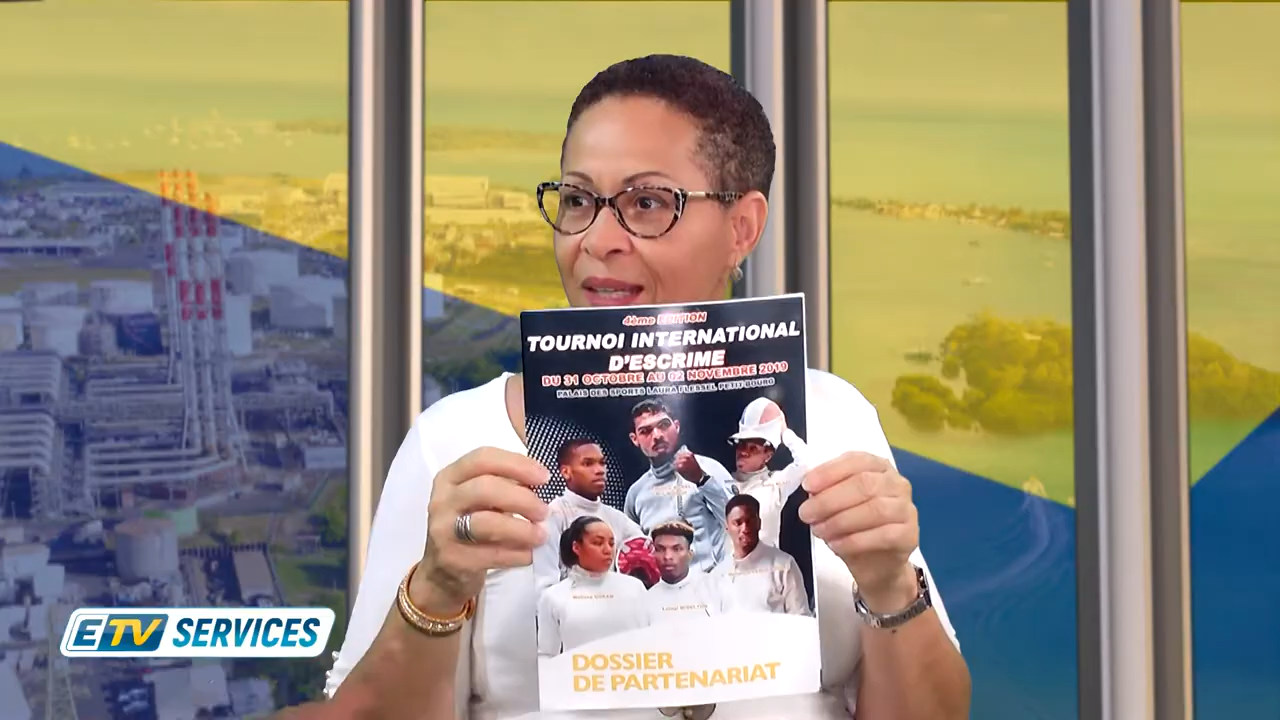 4ème EDITION
TOURNOI INTERNATIONAL
D'ESCRIME
DU 31 OCTOBRE AU 02 NOVEMBRE 2019
PALAIS DES SPORTS LAURA FLESSEL PETIT BOURG
DOSSIER
DE PARTENARIAT
ETV SERVICES